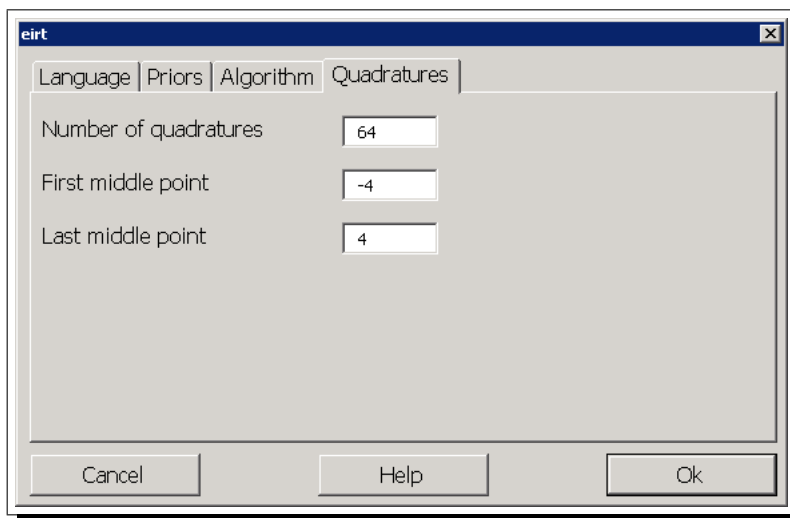 eirt
Language Priors Algorithm Quadratures
Number of quadratures 64
First middle point -4
Last middle point 4
Cancel Help Ok